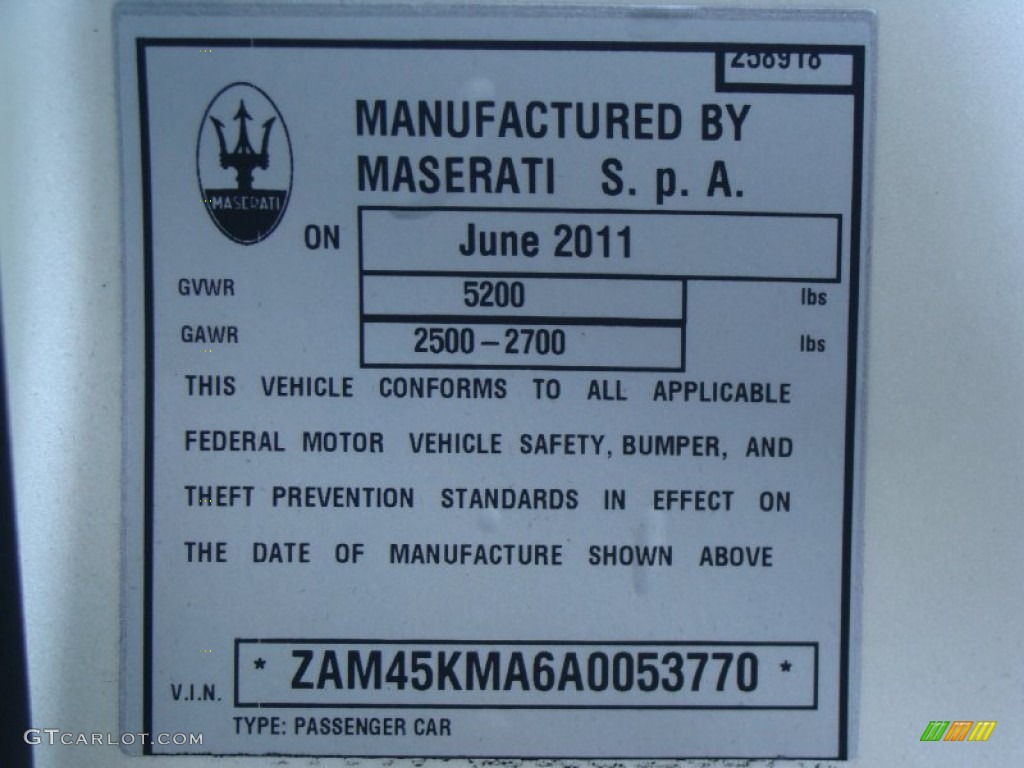 258918
MANUFACTURED BY
MASERATI S. p. A.
MASERATI
ON June 2011
GVWR 5200 lbs
GAWR 2500-2700 lbs
THIS VEHICLE CONFORMS TO ALL APPLICABLE
FEDERAL MOTOR VEHICLE SAFETY, BUMPER, AND
THEFT PREVENTION STANDARDS IN EFFECT ON
THE DATE OF MANUFACTURE SHOWN ABOVE
V.I.N. * ZAM45KMA6A0053770 *
TYPE: PASSENGER CAR
GTCARLOT.COM